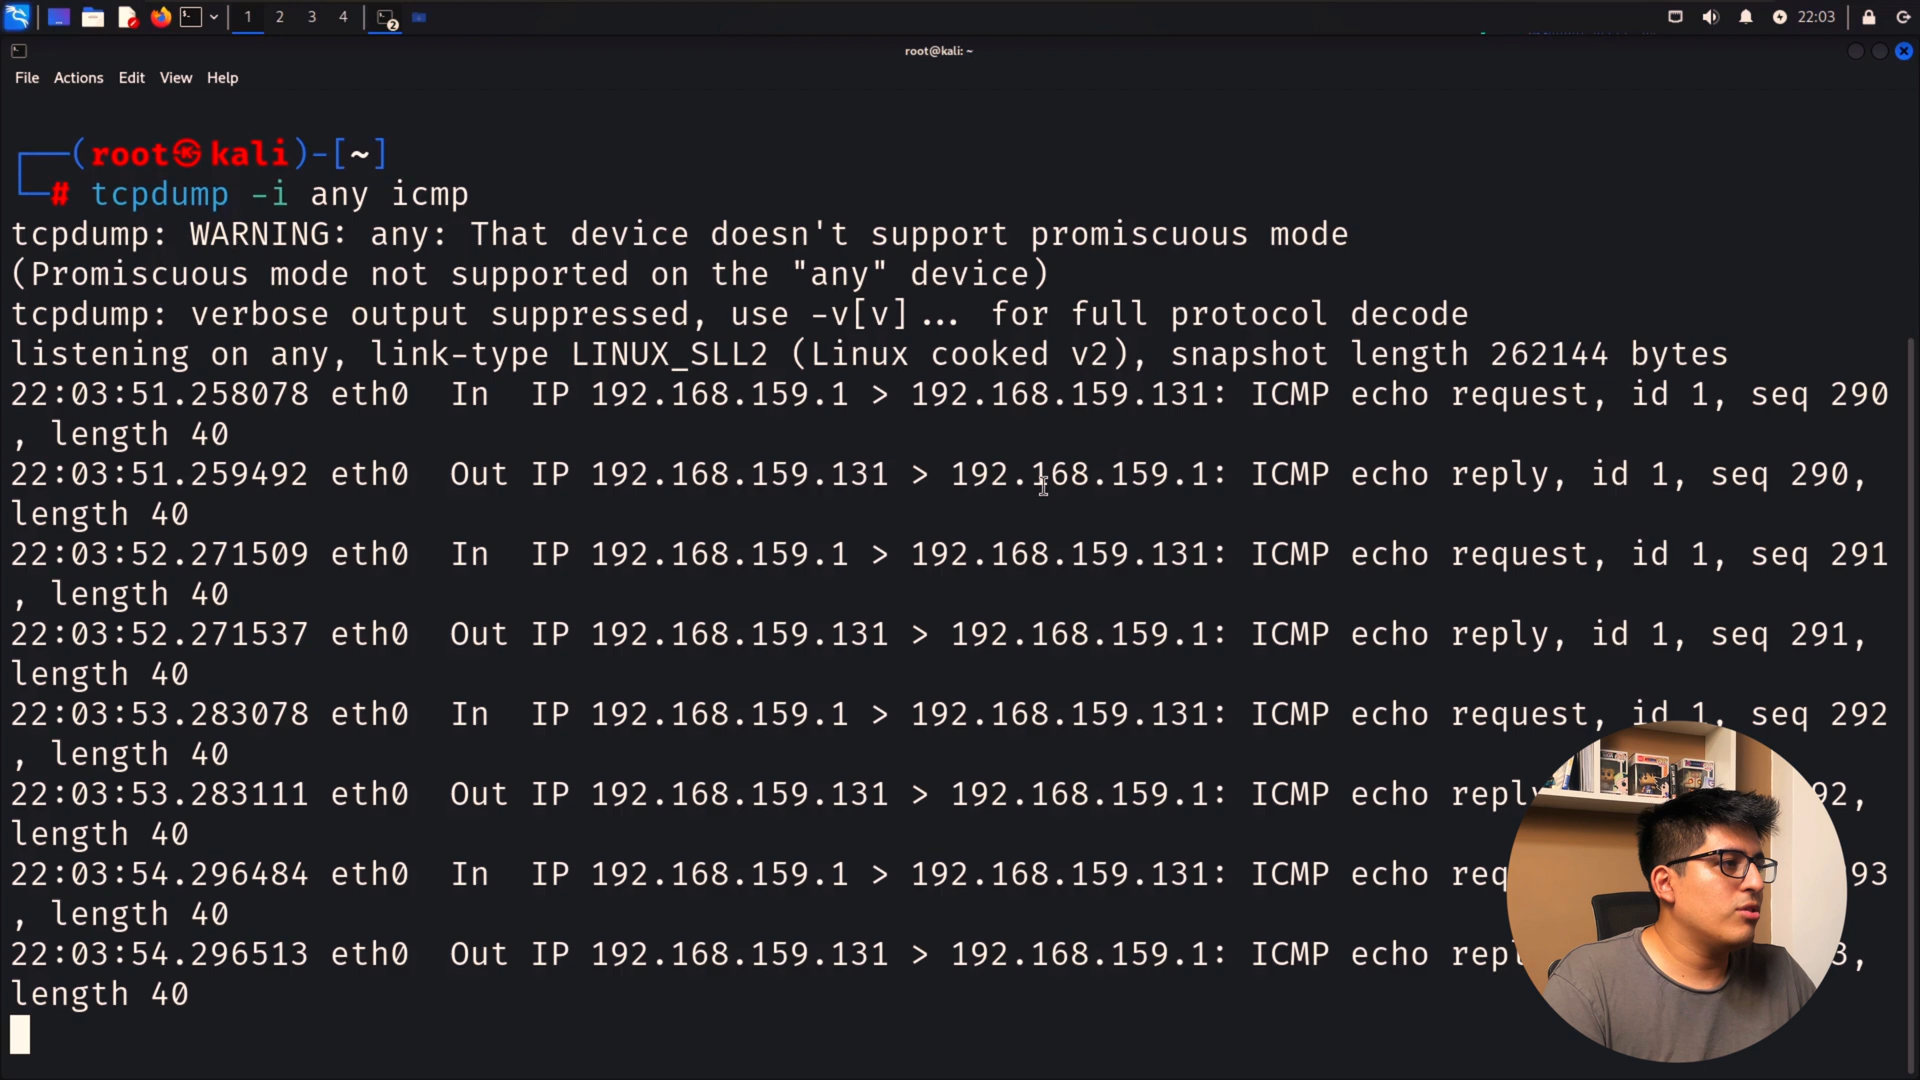 1 2 3 4 2 22:03
root@kali: ~
File Actions Edit View Help
┌──(root㉿kali)-[~]
└─# tcpdump -i any icmp
tcpdump: WARNING: any: That device doesn't support promiscuous mode
(Promiscuous mode not supported on the "any" device)
tcpdump: verbose output suppressed, use -v[v]... for full protocol decode
listening on any, link-type LINUX_SLL2 (Linux cooked v2), snapshot length 262144 bytes
22:03:51.258078 eth0  In  IP 192.168.159.1 > 192.168.159.131: ICMP echo request, id 1, seq 290
, length 40
22:03:51.259492 eth0  Out IP 192.168.159.131 > 192.168.159.1: ICMP echo reply, id 1, seq 290,
length 40
22:03:52.271509 eth0  In  IP 192.168.159.1 > 192.168.159.131: ICMP echo request, id 1, seq 291
, length 40
22:03:52.271537 eth0  Out IP 192.168.159.131 > 192.168.159.1: ICMP echo reply, id 1, seq 291,
length 40
22:03:53.283078 eth0  In  IP 192.168.159.1 > 192.168.159.131: ICMP echo request, id 1, seq 292
, length 40
22:03:53.283111 eth0  Out IP 192.168.159.131 > 192.168.159.1: ICMP echo reply 92,
length 40
22:03:54.296484 eth0  In  IP 192.168.159.1 > 192.168.159.131: ICMP echo req 93
, length 40
22:03:54.296513 eth0  Out IP 192.168.159.131 > 192.168.159.1: ICMP echo repl 3,
length 40